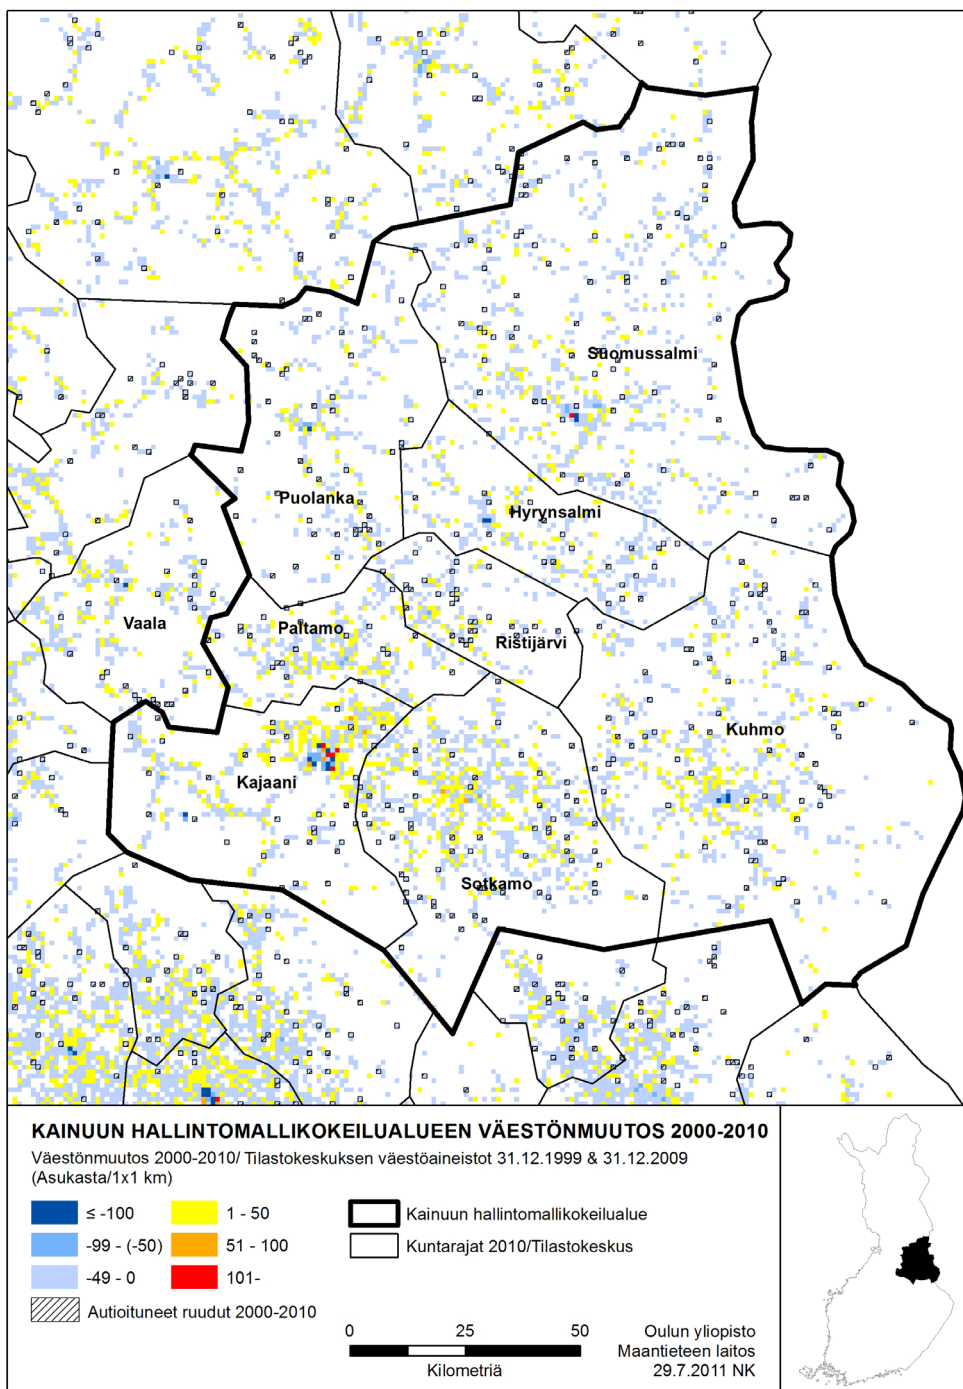 Suomussalmi
Puolanka
Hyrynsalmi
Vaala
Paltamo
Ristijärvi
Kuhmo
Kajaani
Sotkamo
KAINUUN HALLINTOMALLIKOKEILUALUEEN VÄESTÖNMUUTOS 2000-2010
Väestönmuutos 2000-2010/ Tilastokeskuksen väestöaineistot 31.12.1999 & 31.12.2009
(Asukasta/1x1 km)
≤ -100
1 - 50
Kainuun hallintomallikokeilualue
-99 - (-50)
51 - 100
Kuntarajat 2010/Tilastokeskus
-49 - 0
101-
Autioituneet ruudut 2000-2010
0 25 50
Kilometriä
Oulun yliopisto
Maantieteen laitos
29.7.2011 NK